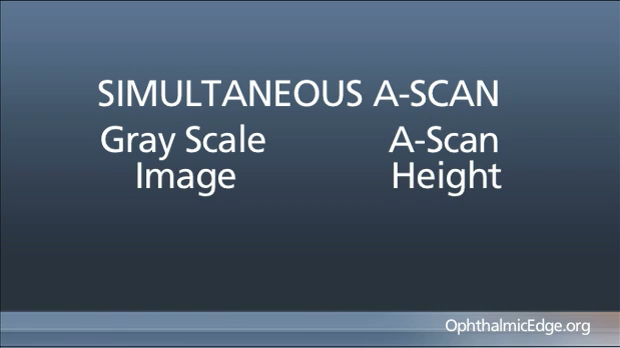 SIMULTANEOUS A-SCAN
Gray Scale A-Scan
Image Height
OphthalmicEdge.org